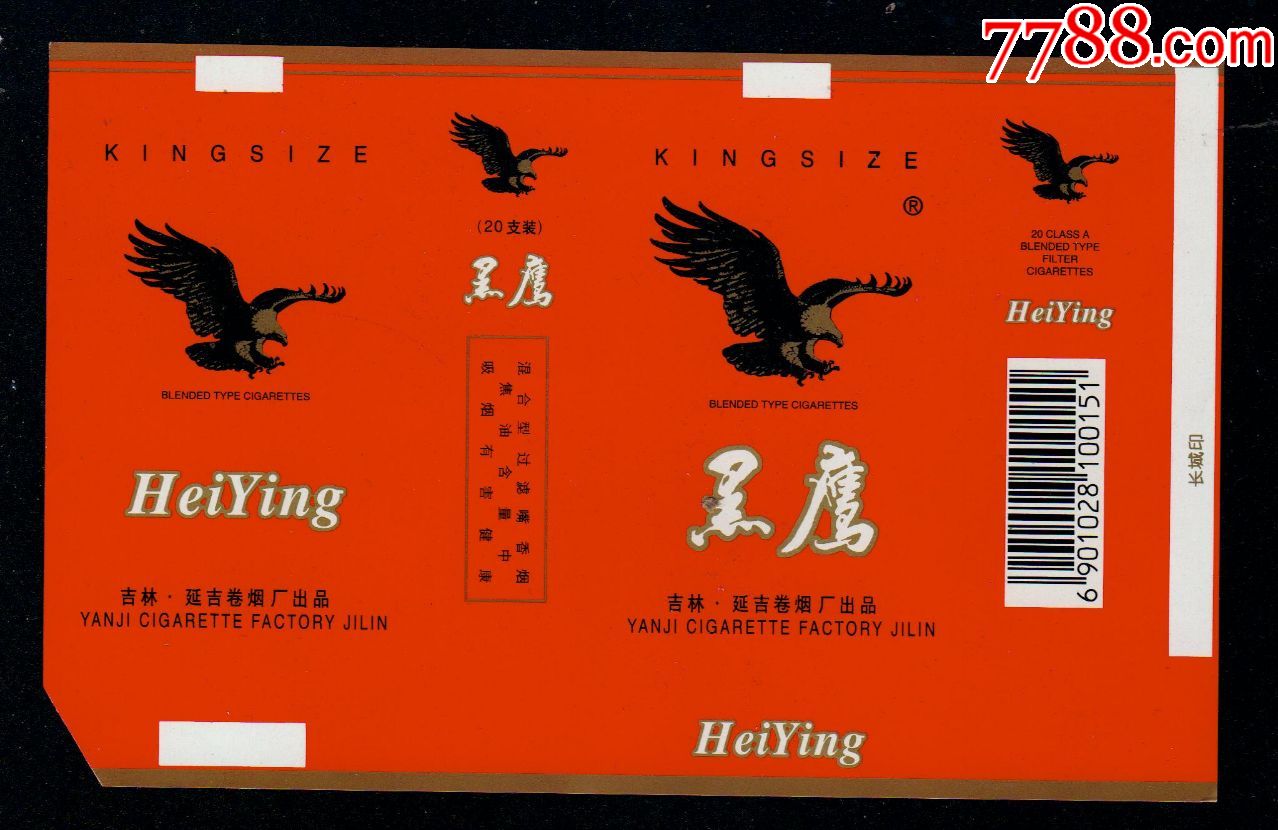 7788.com
KINGSIZE
BLENDED TYPE CIGARETTES
HeiYing
吉林·延吉卷烟厂出品
YANJI CIGARETTE FACTORY JILIN
(20支装)
黑鹰
混合型过滤嘴香烟
焦油含量中
吸烟有害健康
KINGSIZE
®
BLENDED TYPE CIGARETTES
黑鹰
吉林·延吉卷烟厂出品
YANJI CIGARETTE FACTORY JILIN
HeiYing
20 CLASS A
BLENDED TYPE
FILTER
CIGARETTES
HeiYing
6 901028 100151
长城印